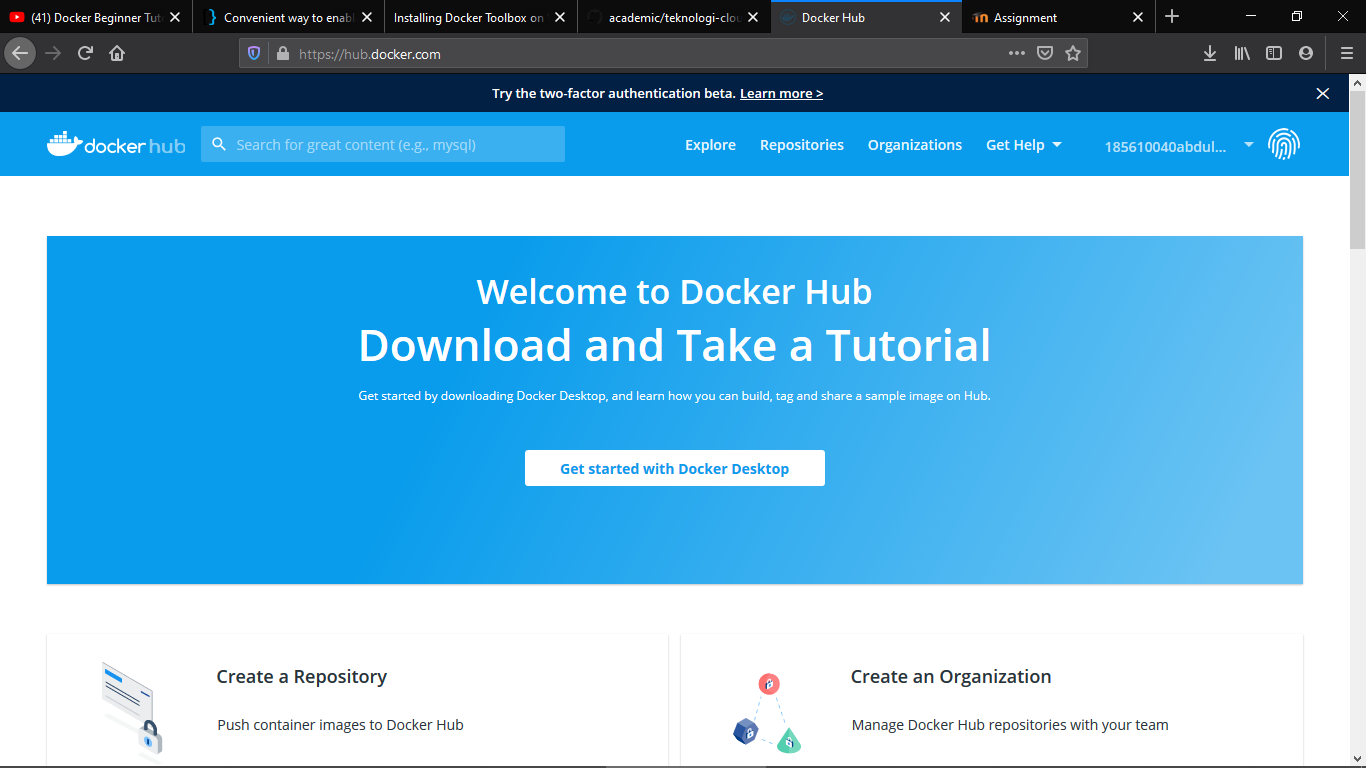 (41) Docker Beginner Tut
Convenient way to enabl
Installing Docker Toolbox on
academic/teknologi-clou
Docker Hub
Assignment
https://hub.docker.com
Try the two-factor authentication beta. Learn more >
docker hub
Search for great content (e.g., mysql)
Explore
Repositories
Organizations
Get Help
185610040abdul...
Welcome to Docker Hub
Download and Take a Tutorial
Get started by downloading Docker Desktop, and learn how you can build, tag and share a sample image on Hub.
Get started with Docker Desktop
Create a Repository
Push container images to Docker Hub
Create an Organization
Manage Docker Hub repositories with your team